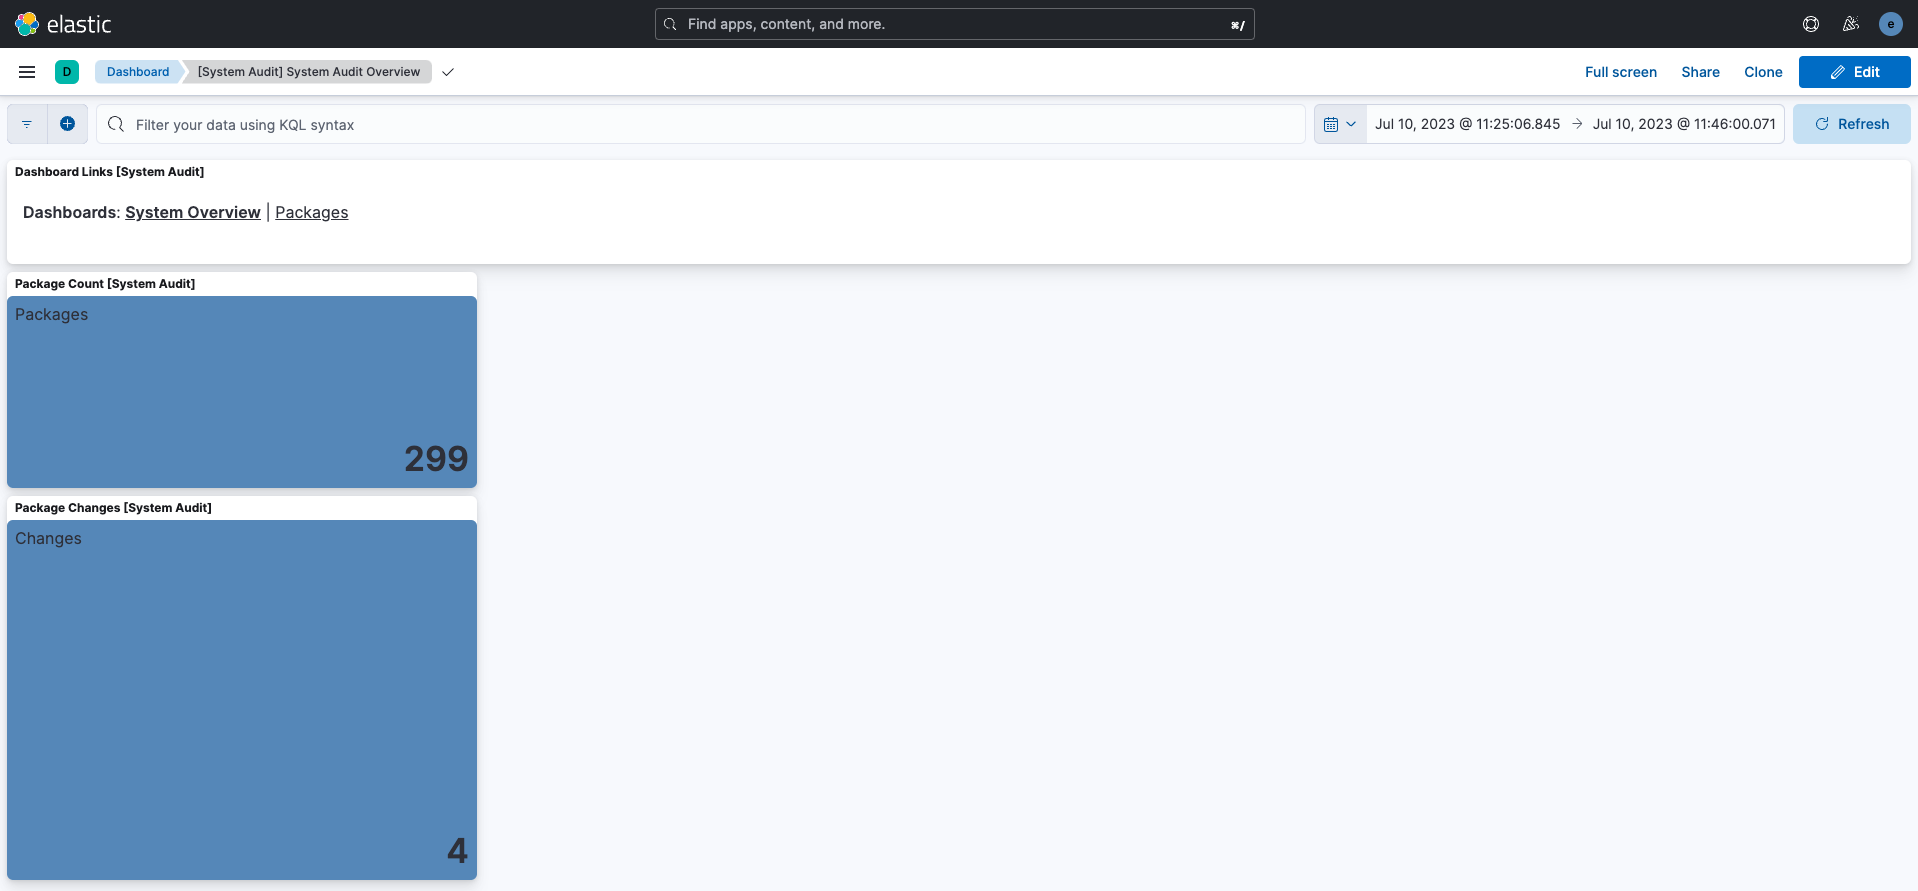 elastic
Find apps, content, and more.
⌘/
e
D
Dashboard
[System Audit] System Audit Overview
Full screen
Share
Clone
Edit
Filter your data using KQL syntax
Jul 10, 2023 @ 11:25:06.845 → Jul 10, 2023 @ 11:46:00.071
Refresh
Dashboard Links [System Audit]
Dashboards: System Overview | Packages
Package Count [System Audit]
Packages
299
Package Changes [System Audit]
Changes
4